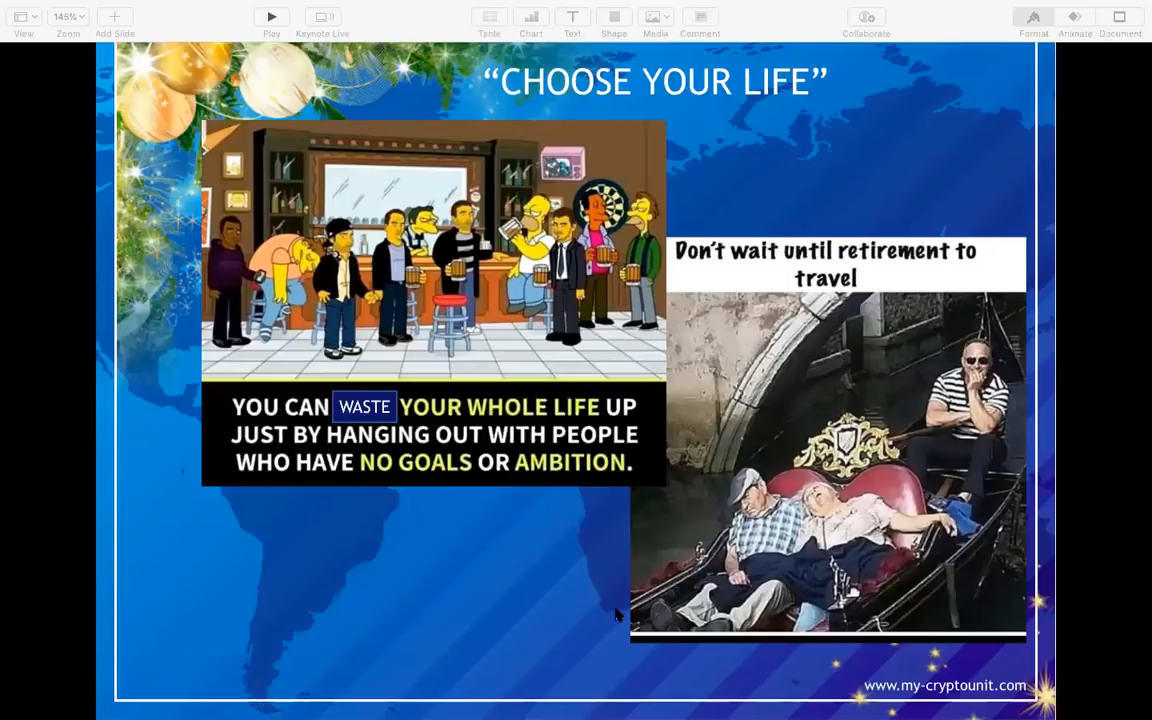 145%
View
Zoom
Add Slide
Play
Keynote Live
Table
Chart
Text
Shape
Media
Comment
Collaborate
Format
Animate
Document
“CHOOSE YOUR LIFE”
YOU CAN WASTE YOUR WHOLE LIFE UP
JUST BY HANGING OUT WITH PEOPLE
WHO HAVE NO GOALS OR AMBITION.
Don't wait until retirement to
travel
www.my-cryptounit.com